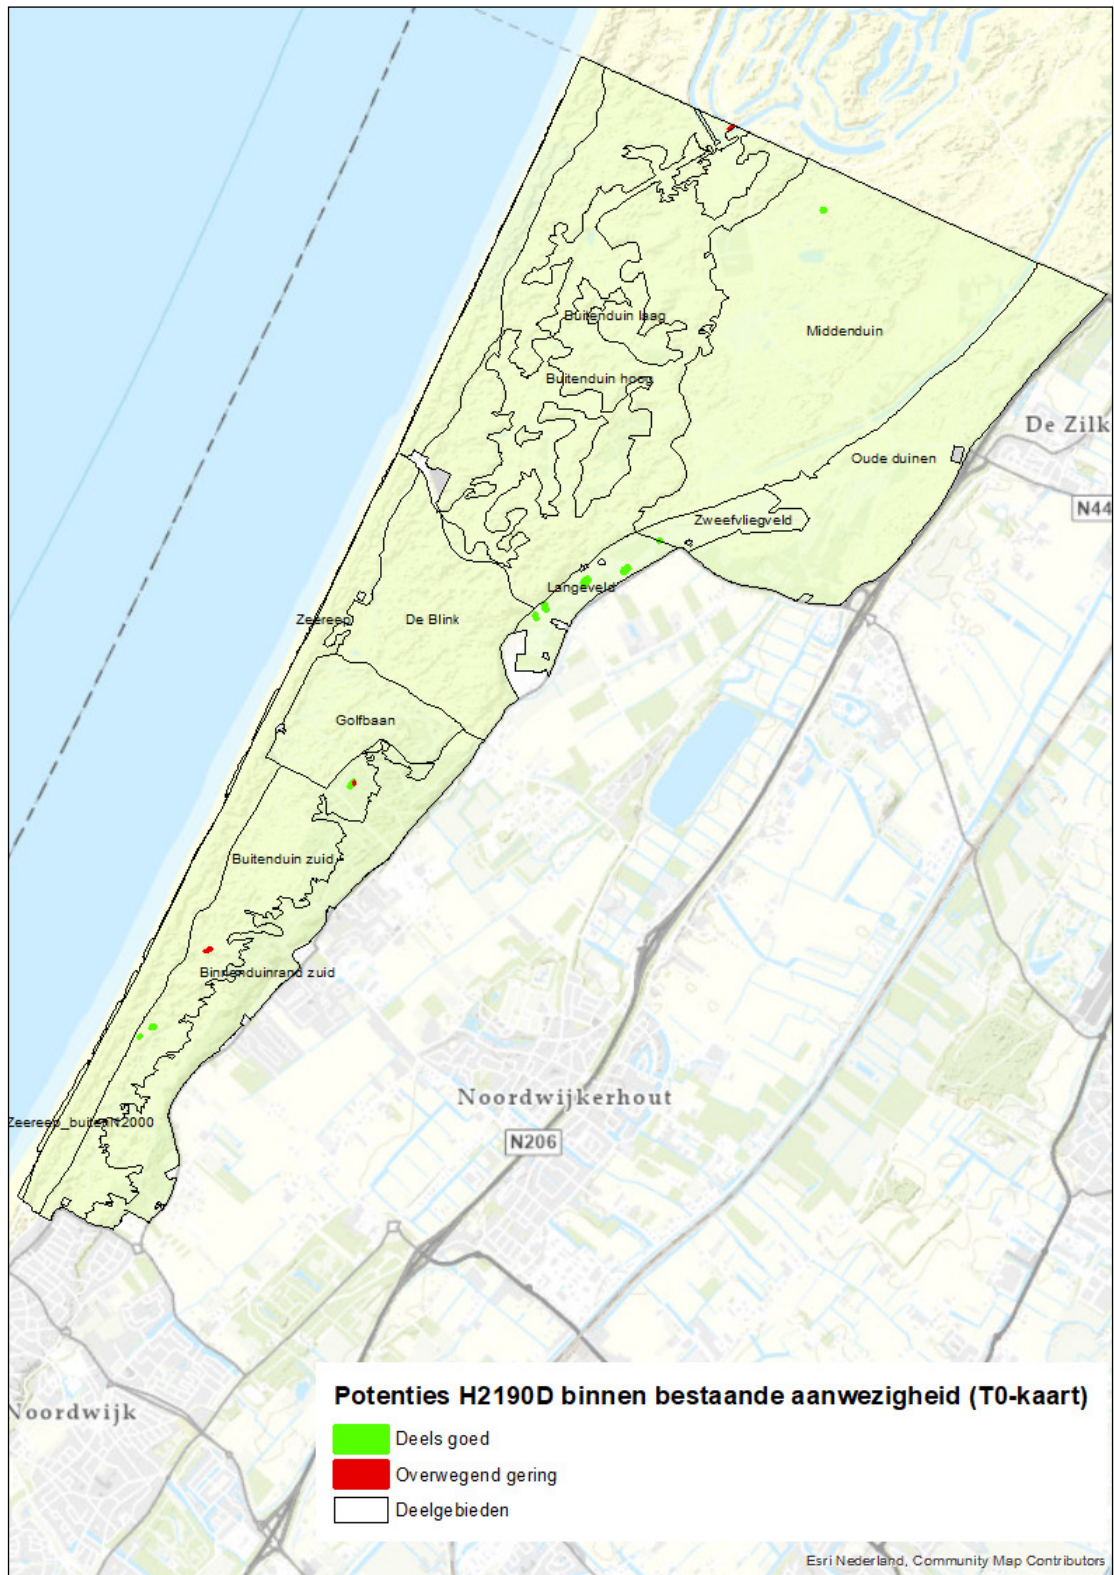 Buitenduin laag
Middenduin
Buitenduin hoog
De Zilk
Oude duinen
N44
Zweefvliegveld
Langeveld
Zeereep
De Blink
Golfbaan
Buitenduin zuid
Binnenduinrand zuid
Noordwijkerhout
Zeereep_buitenN2000
N206
Noordwijk
Potenties H2190D binnen bestaande aanwezigheid (T0-kaart)
Deels goed
Overwegend gering
Deelgebieden
Esri Nederland, Community Map Contributors